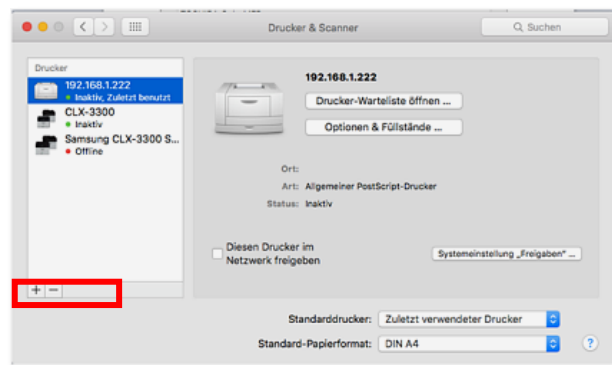 Drucker & Scanner
Suchen
Drucker
192.168.1.222
Inaktiv, Zuletzt benutzt
CLX-3300
Inaktiv
Samsung CLX-3300 S...
Offline
192.168.1.222
Drucker-Warteliste öffnen ...
Optionen & Füllstände ...
Ort:
Art: Allgemeiner PostScript-Drucker
Status: Inaktiv
Diesen Drucker im
Netzwerk freigeben
Systemeinstellung „Freigaben“ ...
+ −
Standarddrucker: Zuletzt verwendeter Drucker
Standard-Papierformat: DIN A4
?